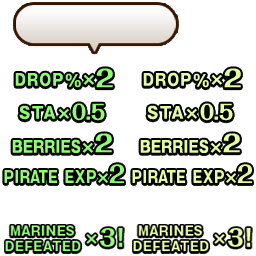 DROP%×2 DROP%×2
STA×0.5 STA×0.5
BERRIES×2 BERRIES×2
PIRATE EXP×2 PIRATE EXP×2
MARINES DEFEATED ×3! MARINES DEFEATED ×3!